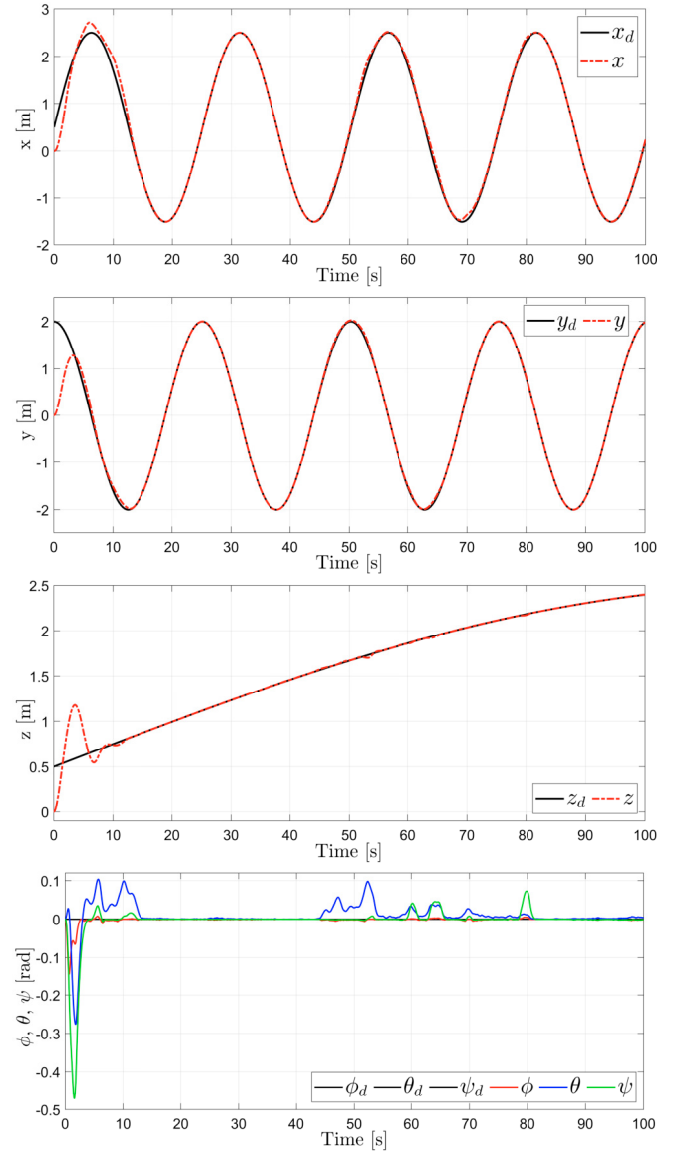 3
2
1
0
-1
-2
x [m]
x_d
x
0 10 20 30 40 50 60 70 80 90 100
Time [s]
2
1
0
-1
-2
y [m]
y_d y
0 10 20 30 40 50 60 70 80 90 100
Time [s]
2.5
2
1.5
1
0.5
0
z [m]
z_d z
0 10 20 30 40 50 60 70 80 90 100
Time [s]
0.1
0
-0.1
-0.2
-0.3
-0.4
-0.5
ϕ, θ, ψ [rad]
ϕ_d θ_d ψ_d ϕ θ ψ
0 10 20 30 40 50 60 70 80 90 100
Time [s]